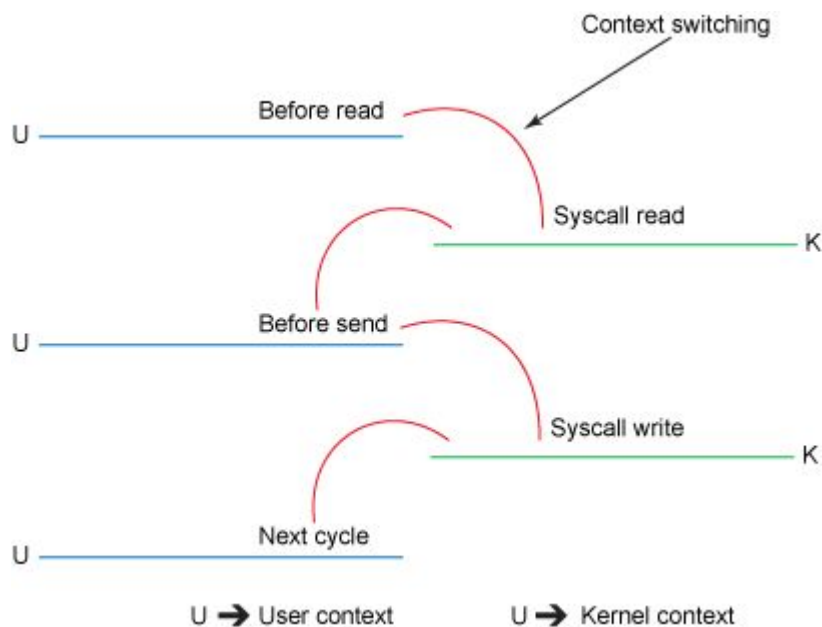 Context switching
Before read
U
Syscall read
K
Before send
U
Syscall write
K
Next cycle
U
U → User context
U → Kernel context